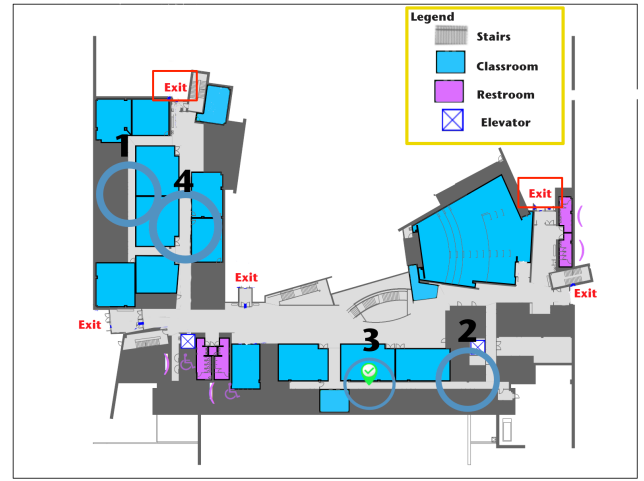 Legend
Stairs
Classroom
Restroom
Elevator
Exit
1
4
Exit
Exit
Exit
Exit
3
2